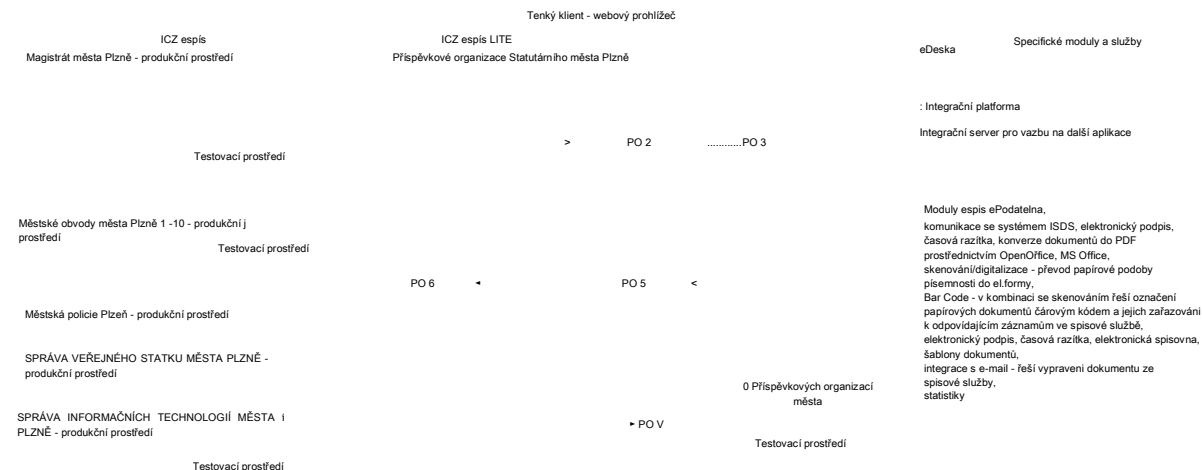 Tenký klient - webový prohlížeč
ICZ espís
Magistrát města Plzně - produkční prostředí
Testovací prostředí
Městské obvody města Plzně 1 -10 - produkční j
prostředí
Testovací prostředí
Městská policie Plzeň - produkční prostředí
SPRÁVA VEŘEJNÉHO STATKU MĚSTA PLZNĚ -
produkční prostředí
SPRÁVA INFORMAČNÍCH TECHNOLOGIÍ MĚSTA i
PLZNĚ - produkční prostředí
Testovací prostředí
ICZ espís LITE
Příspěvkové organizace Statutárního města Plzně
> PO 2 ............PO 3
PO 6 ◄ PO 5 <
0 Příspěvkových organizací
města
► PO V
Testovací prostředí
Specifické moduly a služby
eDeska
: Integrační platforma
Integrační server pro vazbu na další aplikace
Moduly espis ePodatelna,
komunikace se systémem ISDS, elektronický podpis,
časová razítka, konverze dokumentů do PDF
prostřednictvím OpenOffice, MS Office,
skenování/digitalizace - převod papírové podoby
písemnosti do el.formy,
Bar Code - v kombinaci se skenováním řeší označení
papírových dokumentů čárovým kódem a jejich zařazováni
k odpovídajícím záznamům ve spisové službě,
elektronický podpis, časová razítka, elektronická spisovna,
šablony dokumentů,
integrace s e-mail - řeší vypraveni dokumentu ze
spisové služby,
statistiky